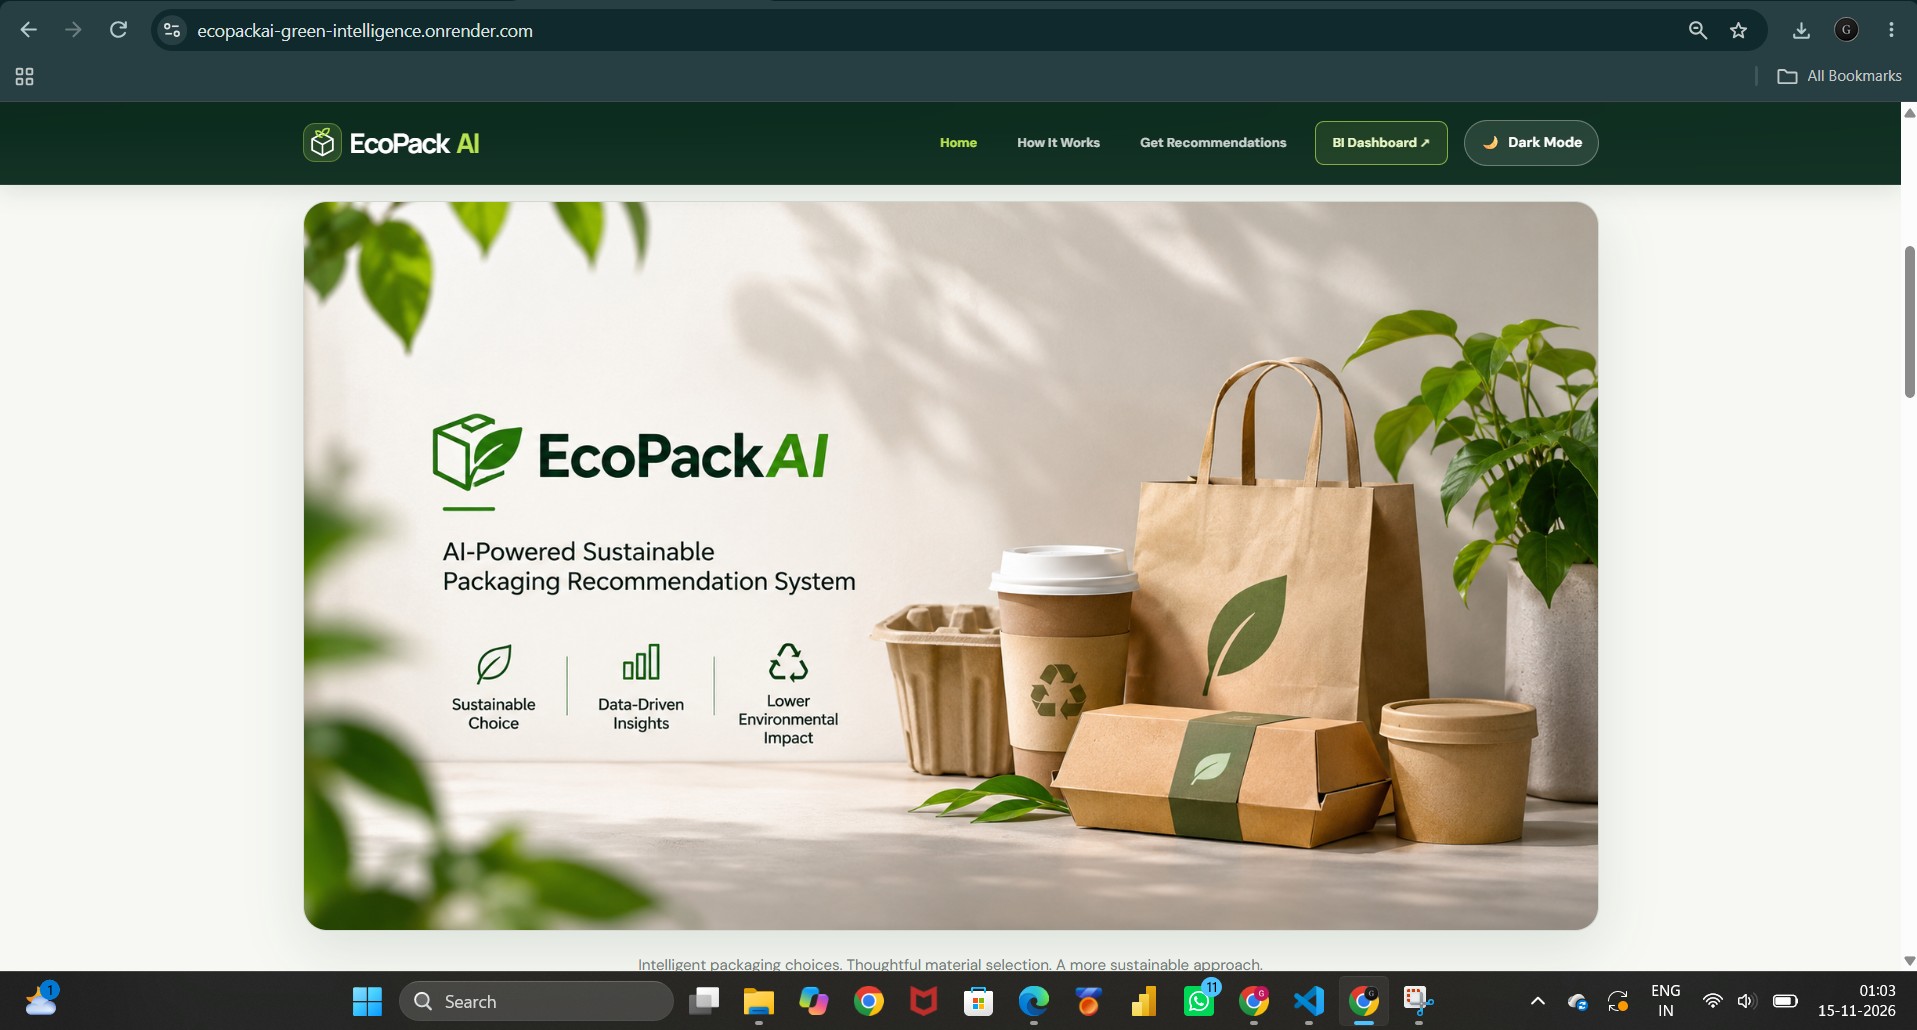 ecopackai-green-intelligence.onrender.com
G
All Bookmarks
EcoPack AI
Home
How It Works
Get Recommendations
BI Dashboard ↗
Dark Mode
EcoPackAI
AI-Powered Sustainable
Packaging Recommendation System
Sustainable
Choice
Data-Driven
Insights
Lower
Environmental
Impact
Intelligent packaging choices. Thoughtful material selection. A more sustainable approach.
1
Search
11
G
G
ENG
IN
01:03
15-11-2026